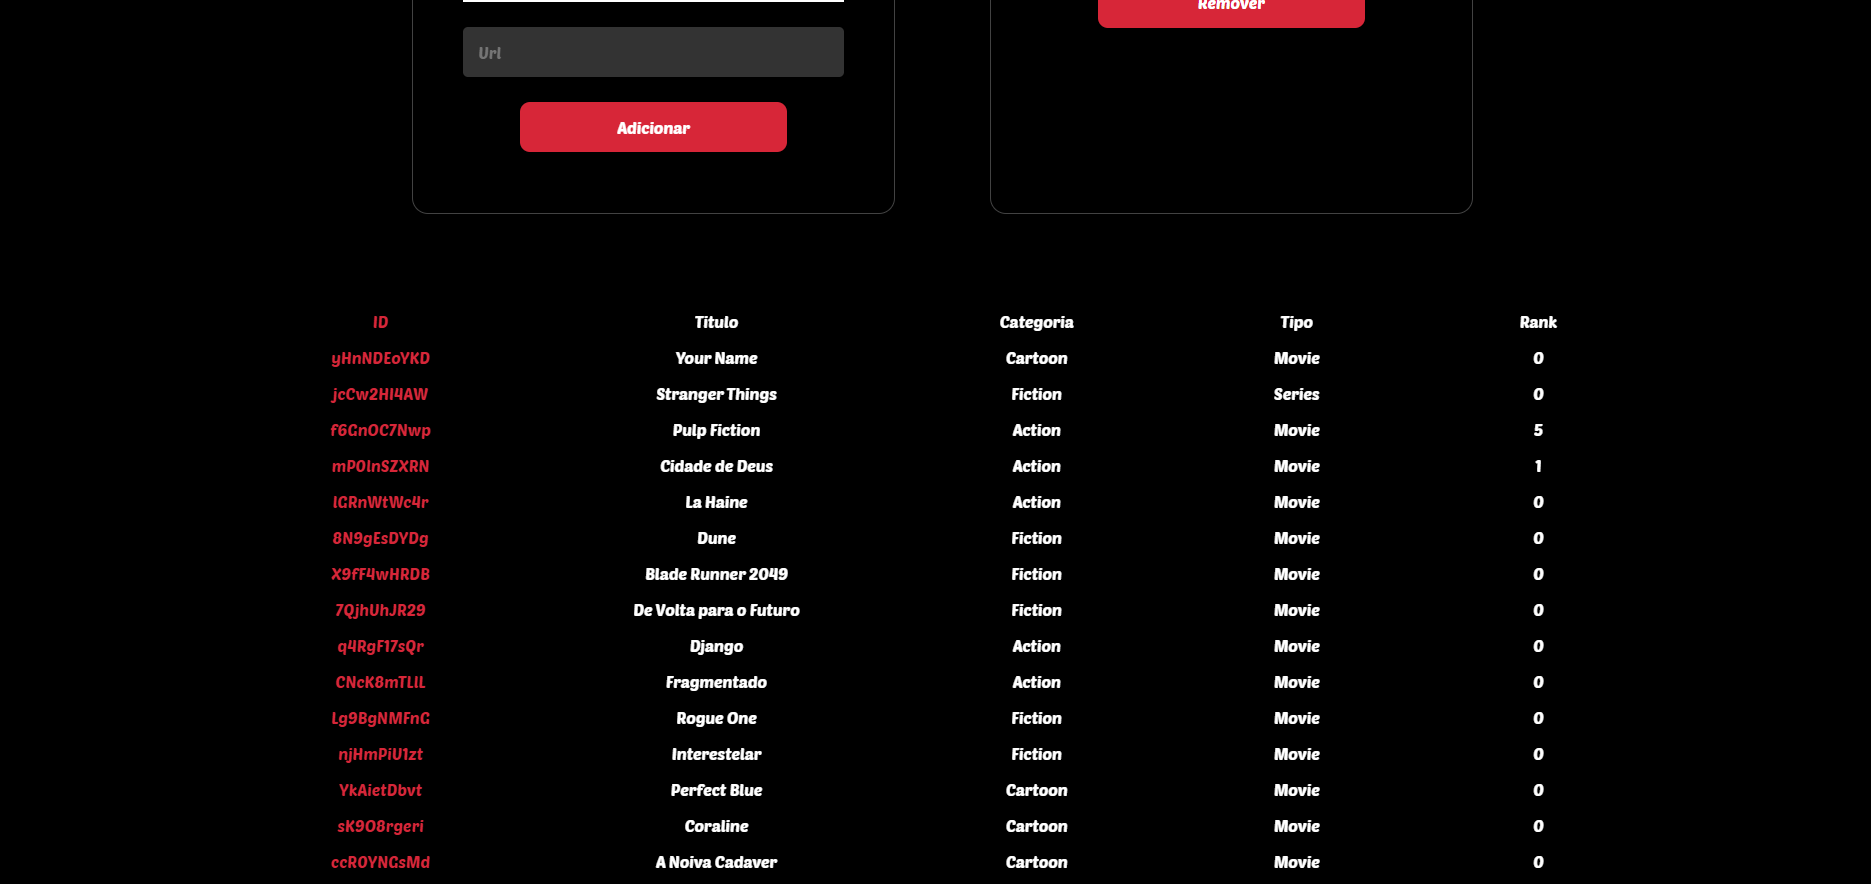 Remover
Url
Adicionar
ID Título Categoria Tipo Rank
yHnNDEoYKD Your Name Cartoon Movie 0
jcCw2HI4AW Stranger Things Fiction Series 0
f6GnOC7Nwp Pulp Fiction Action Movie 5
mP0lnSZXRN Cidade de Deus Action Movie 1
lGRnWtWc4r La Haine Action Movie 0
8N9gEsDYDg Dune Fiction Movie 0
X9fF4wHRDB Blade Runner 2049 Fiction Movie 0
7QjhUhJR29 De Volta para o Futuro Fiction Movie 0
q4RgF17sQr Django Action Movie 0
CNcK8mTLlL Fragmentado Action Movie 0
Lg9BgNMFnG Rogue One Fiction Movie 0
njHmPiU1zt Interestelar Fiction Movie 0
YkAietDbvt Perfect Blue Cartoon Movie 0
sK9O8rgeri Coraline Cartoon Movie 0
ccR0YNGsMd A Noiva Cadaver Cartoon Movie 0